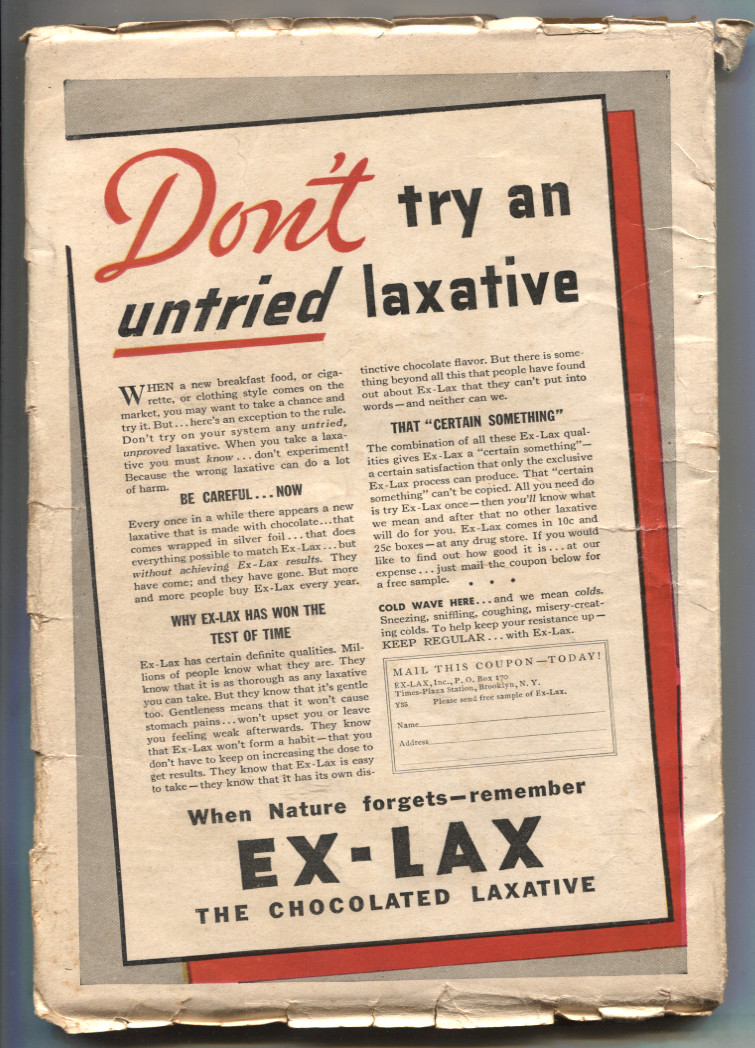 Don't try an
untried laxative
WHEN a new breakfast food, or ciga-
rette, or clothing style comes on the
market, you may want to take a chance and
try it. But...here's an exception to the rule.
Don't try on your system any untried,
unproved laxative. When you take a laxa-
tive you must know...don't experiment!
Because the wrong laxative can do a lot
of harm.
BE CAREFUL...NOW
Every once in a while there appears a new
laxative that is made with chocolate...that
comes wrapped in silver foil...that does
everything possible to match Ex-Lax...but
without achieving Ex-Lax results. They
have come; and they have gone. But more
and more people buy Ex-Lax every year.
WHY EX-LAX HAS WON THE
TEST OF TIME
Ex-Lax has certain definite qualities. Mil-
lions of people know what they are. They
know that it is as thorough as any laxative
you can take. But they know that it's gentle
too. Gentleness means that it won't cause
stomach pains...won't upset you or leave
you feeling weak afterwards. They know
that Ex-Lax won't form a habit—that you
don't have to keep on increasing the dose to
get results. They know that Ex-Lax is easy
to take—they know that it has its own dis-
tinctive chocolate flavor. But there is some-
thing beyond all this that people have found
out about Ex-Lax that they can't put into
words—and neither can we.
THAT "CERTAIN SOMETHING"
The combination of all these Ex-Lax qual-
ities gives Ex-Lax a "certain something"—
a certain satisfaction that only the exclusive
Ex-Lax process can produce. That "certain
something" can't be copied. All you need do
is try Ex-Lax once—then you'll know what
we mean and after that no other laxative
will do for you. Ex-Lax comes in 10c and
25c boxes—at any drug store. If you would
like to find out how good it is...at our
expense...just mail the coupon below for
a free sample.
COLD WAVE HERE...and we mean colds.
Sneezing, sniffling, coughing, misery-creat-
ing colds. To help keep your resistance up—
KEEP REGULAR...with Ex-Lax.
MAIL THIS COUPON—TODAY!
EX-LAX, Inc., P. O. Box 170
Times-Plaza Station, Brooklyn, N. Y.
Y35 Please send free sample of Ex-Lax.
Name
Address
When Nature forgets—remember
EX-LAX
THE CHOCOLATED LAXATIVE